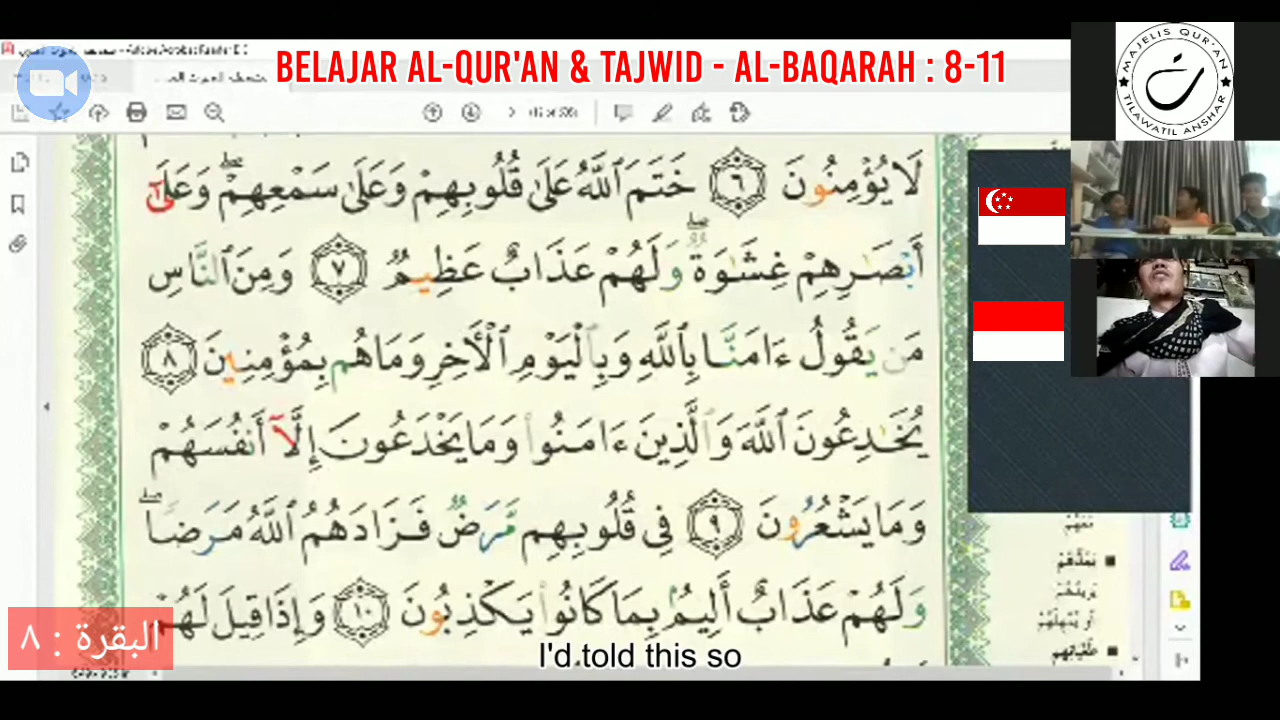 BELAJAR AL-QUR'AN & TAJWID - AL-BAQARAH : 8-11
MAJELIS QUR'AN
TILAWATIL ANSHAR
لَا يُؤْمِنُونَ ٦ خَتَمَ ٱللَّهُ عَلَىٰ قُلُوبِهِمْ وَعَلَىٰ سَمْعِهِمْ ۖ وَعَلَىٰٓ
أَبْصَٰرِهِمْ غِشَٰوَةٌ ۖ وَلَهُمْ عَذَابٌ عَظِيمٌ ٧ وَمِنَ ٱلنَّاسِ
مَن يَقُولُ ءَامَنَّا بِٱللَّهِ وَبِٱلْيَوْمِ ٱلْأَخِرِ وَمَا هُم بِمُؤْمِنِينَ ٨
يُخَٰدِعُونَ ٱللَّهَ وَٱلَّذِينَ ءَامَنُوا۟ وَمَا يَخْدَعُونَ إِلَّآ أَنفُسَهُمْ
وَمَا يَشْعُرُونَ ٩ فِى قُلُوبِهِم مَّرَضٌ فَزَادَهُمُ ٱللَّهُ مَرَضًا ۖ
وَلَهُمْ عَذَابٌ أَلِيمٌۢ بِمَا كَانُوا۟ يَكْذِبُونَ ١٠ وَإِذَا قِيلَ لَهُمْ
البقرة : ٨
I'd told this so